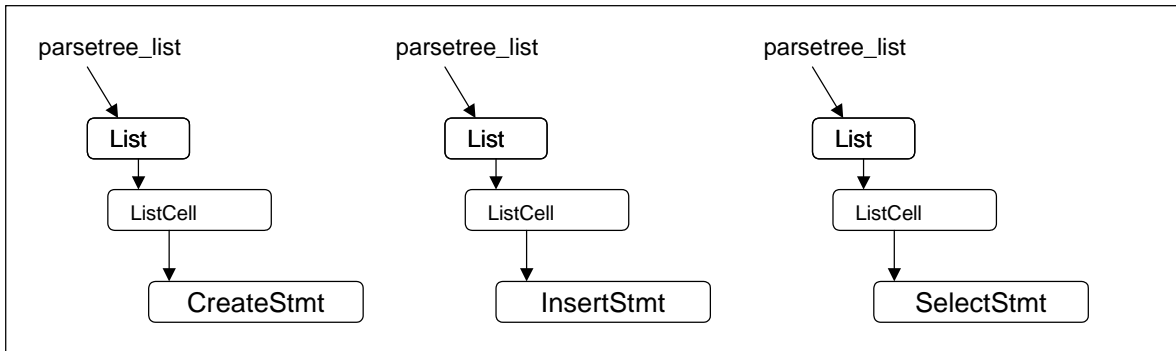 parsetree_list parsetree_list parsetree_list
List List List
ListCell ListCell ListCell
CreateStmt InsertStmt SelectStmt